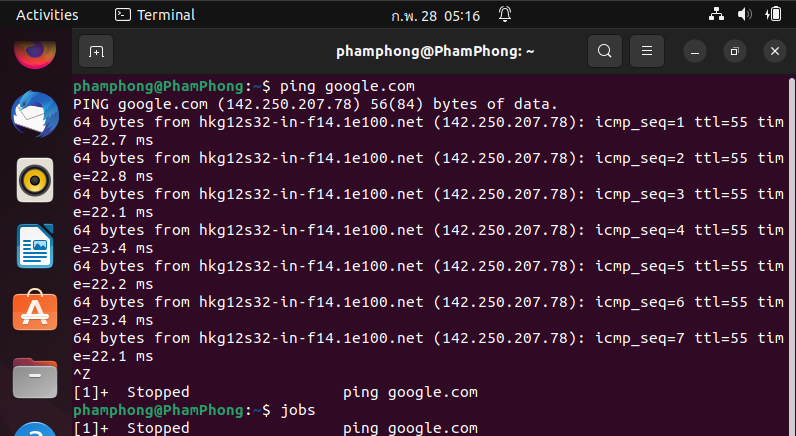 Activities Terminal ก.พ. 28 05:16
phamphong@PhamPhong: ~
phamphong@PhamPhong:~$ ping google.com
PING google.com (142.250.207.78) 56(84) bytes of data.
64 bytes from hkg12s32-in-f14.1e100.net (142.250.207.78): icmp_seq=1 ttl=55 tim
e=22.7 ms
64 bytes from hkg12s32-in-f14.1e100.net (142.250.207.78): icmp_seq=2 ttl=55 tim
e=22.8 ms
64 bytes from hkg12s32-in-f14.1e100.net (142.250.207.78): icmp_seq=3 ttl=55 tim
e=22.1 ms
64 bytes from hkg12s32-in-f14.1e100.net (142.250.207.78): icmp_seq=4 ttl=55 tim
e=23.4 ms
64 bytes from hkg12s32-in-f14.1e100.net (142.250.207.78): icmp_seq=5 ttl=55 tim
e=22.2 ms
64 bytes from hkg12s32-in-f14.1e100.net (142.250.207.78): icmp_seq=6 ttl=55 tim
e=23.4 ms
64 bytes from hkg12s32-in-f14.1e100.net (142.250.207.78): icmp_seq=7 ttl=55 tim
e=22.1 ms
^Z
[1]+  Stopped                 ping google.com
phamphong@PhamPhong:~$ jobs
[1]+  Stopped                 ping google.com